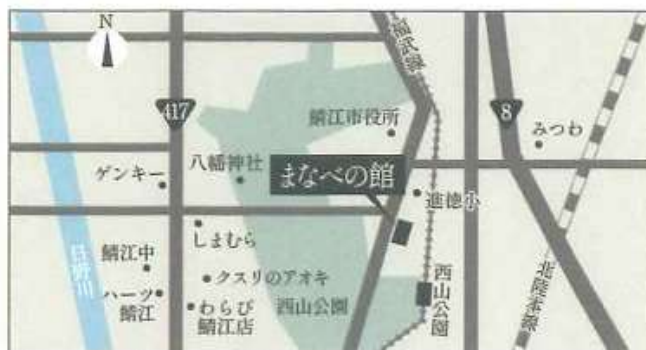 N
福武線
417
8
鯖江市役所
みつわ
八幡神社
ゲンキー
まなべの館
進徳小
しまむら
日野川
鯖江中
クスリのアオキ
西山公園
ハーツ
鯖江
わらび
鯖江店
西山公園
北陸本線